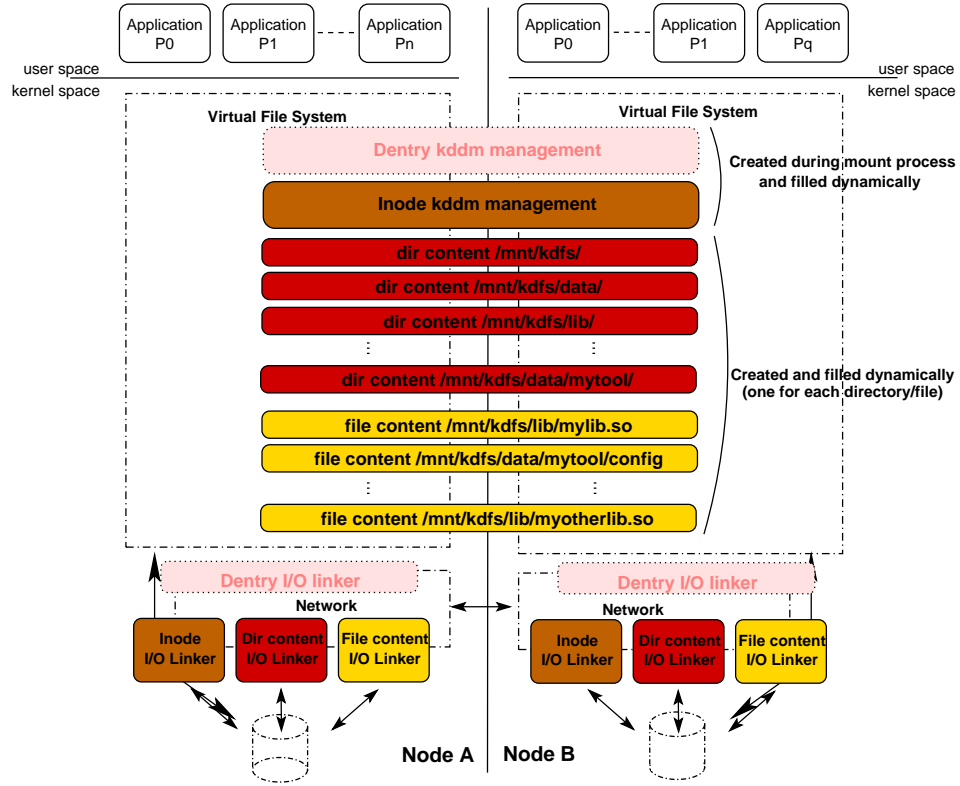 Application
P0
Application
P1
Application
Pn
Application
P0
Application
P1
Application
Pq
user space
kernel space
user space
kernel space
Virtual File System
Virtual File System
Dentry kddm management
Created during mount process
and filled dynamically
Inode kddm management
dir content /mnt/kdfs/
dir content /mnt/kdfs/data/
dir content /mnt/kdfs/lib/
dir content /mnt/kdfs/data/mytool/
Created and filled dynamically
(one for each directory/file)
file content /mnt/kdfs/lib/mylib.so
file content /mnt/kdfs/data/mytool/config
file content /mnt/kdfs/lib/myotherlib.so
Dentry I/O linker
Network
Inode
I/O Linker
Dir content
I/O Linker
File content
I/O Linker
Dentry I/O linker
Network
Inode
I/O Linker
Dir content
I/O Linker
File content
I/O Linker
Node A
Node B